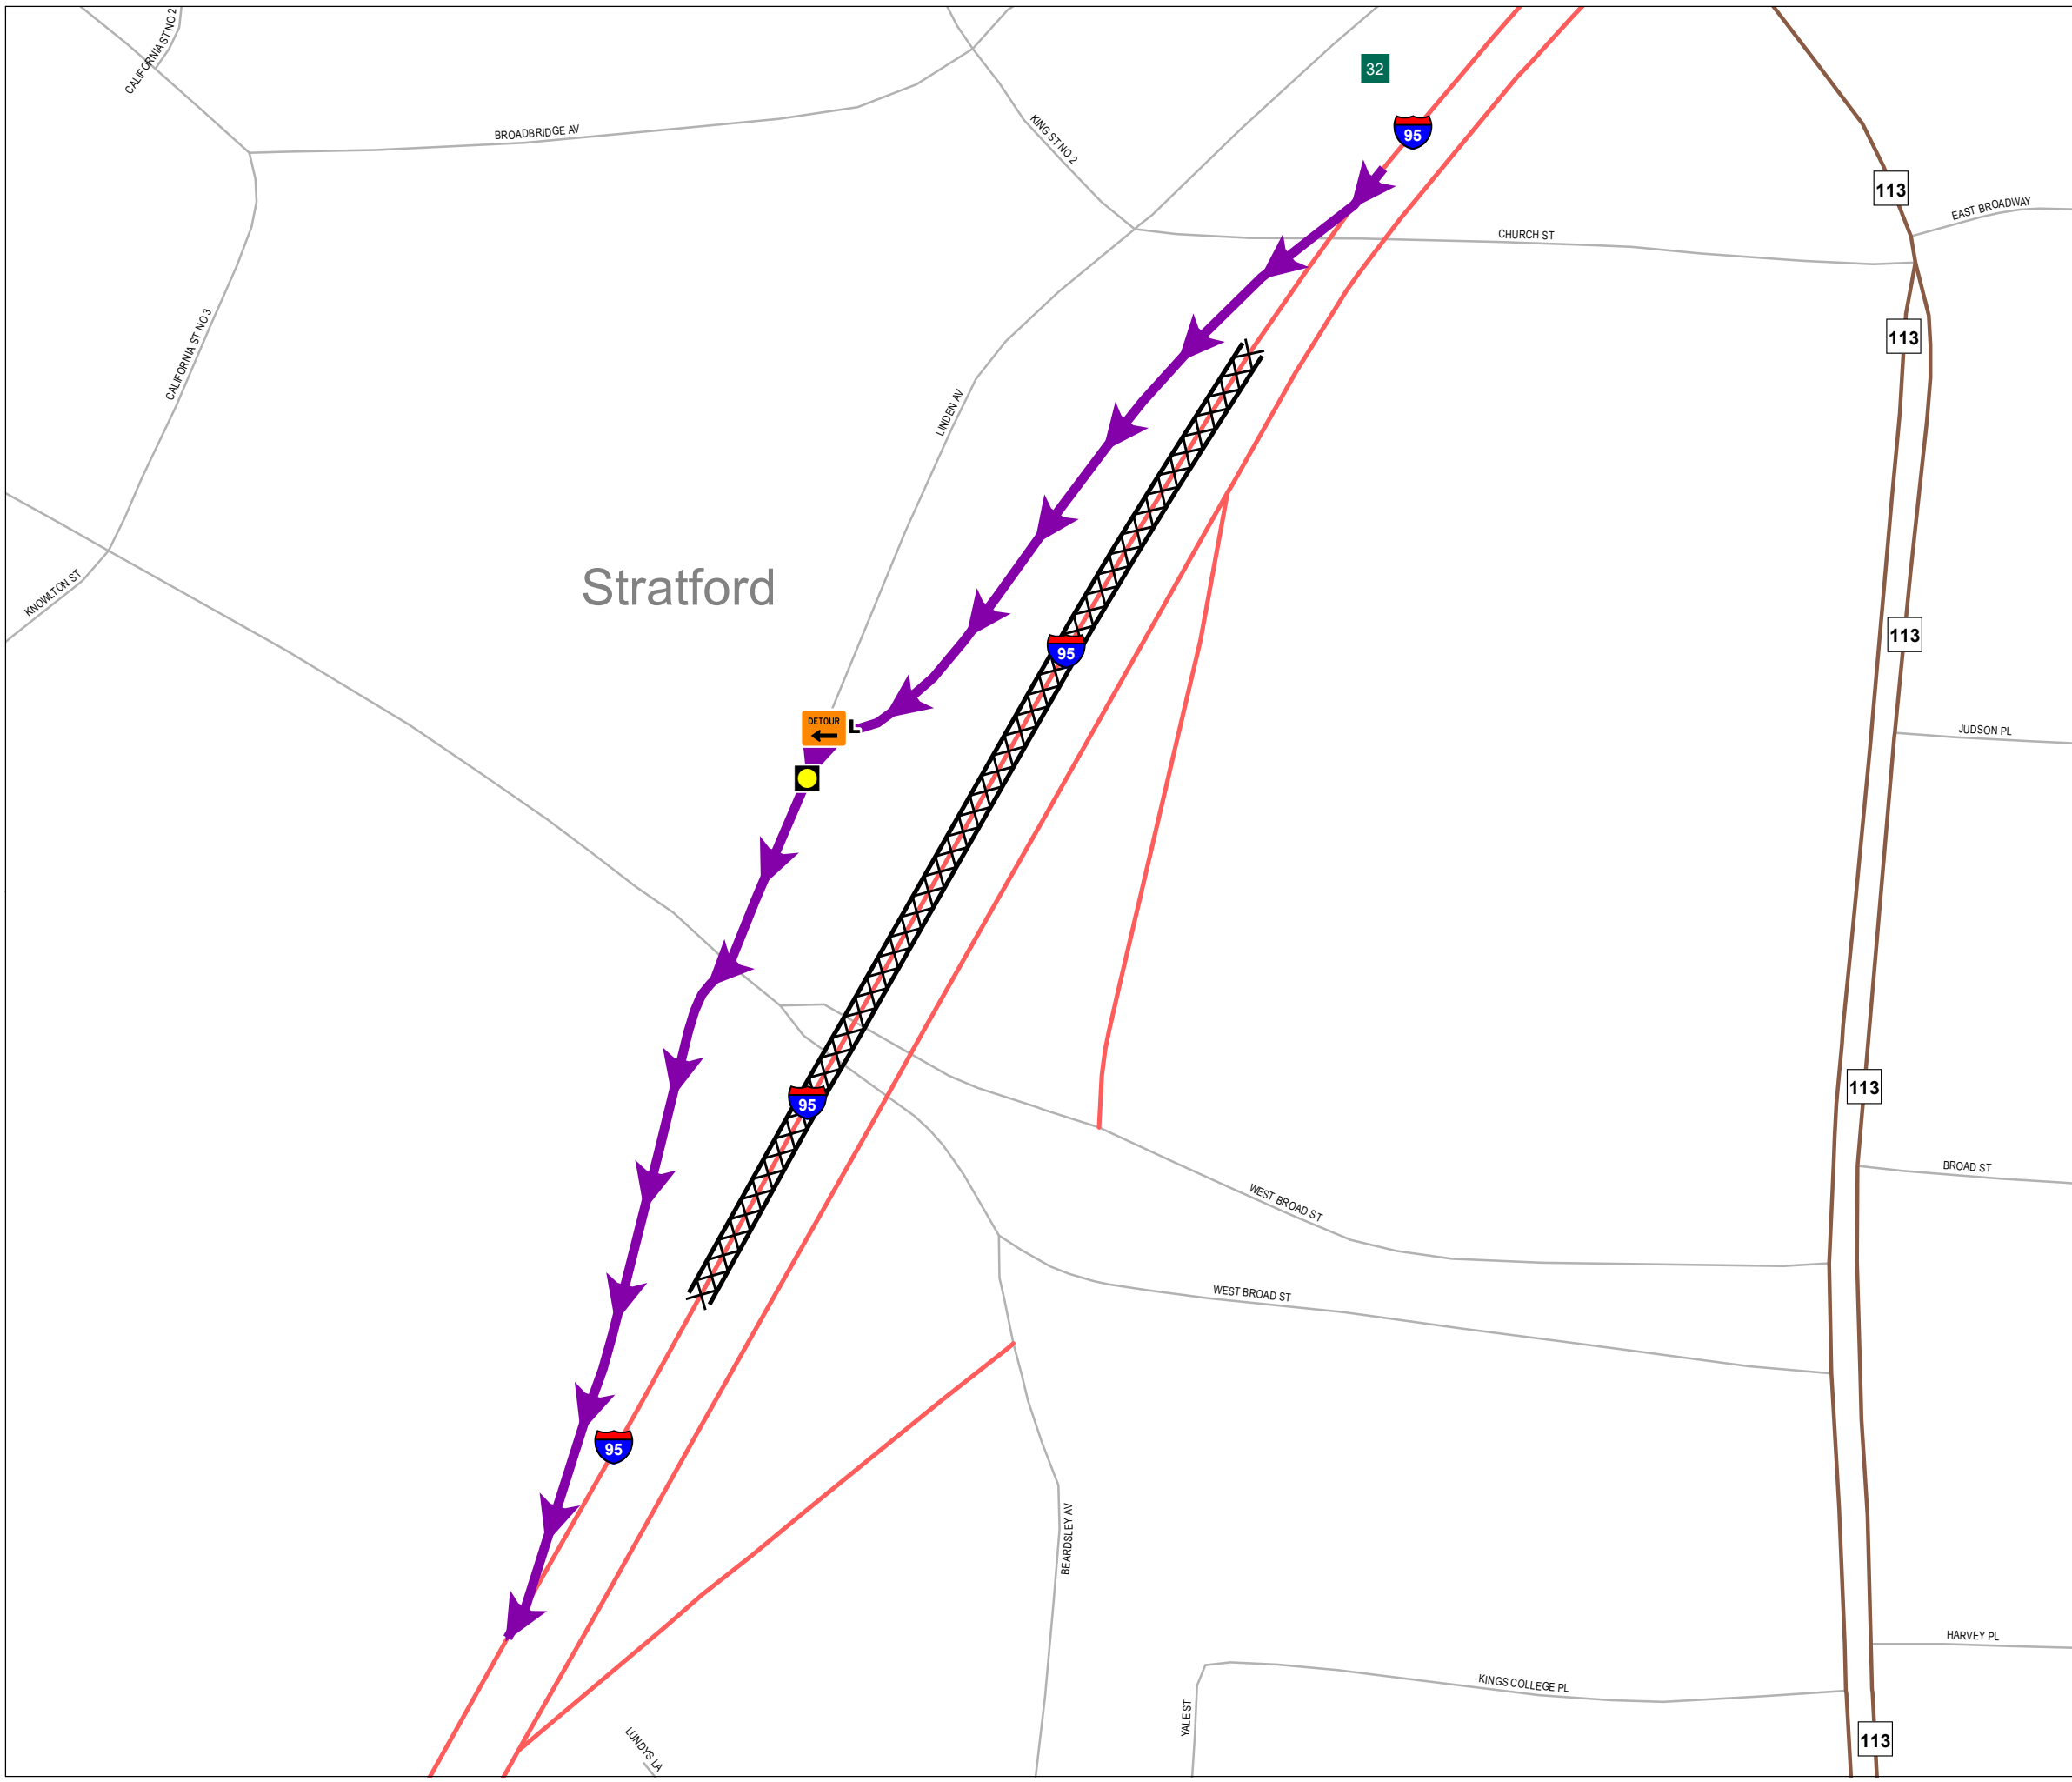 CALIFORNIA ST NO 2
32
95
BROADBRIDGE AV
KING ST NO 2
113
EAST BROADWAY
CHURCH ST
113
CALIFORNIA ST NO 3
LINDEN AV
Stratford
KNOWLTON ST
113
95
DETOUR
L
JUDSON PL
113
95
BROAD ST
WEST BROAD ST
WEST BROAD ST
95
BEARDSLEY AV
HARVEY PL
KINGS COLLEGE PL
YALE ST
LUNDYS LA
113